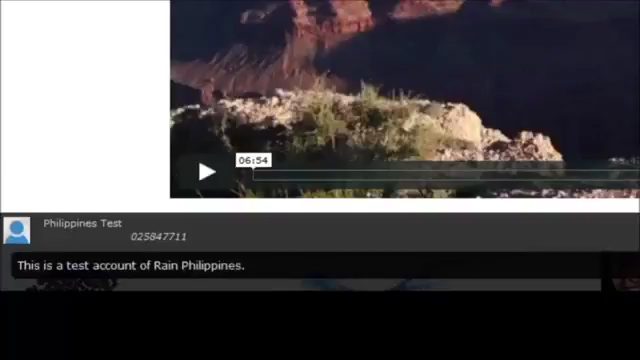 06:54
Philippines Test
025847711
This is a test account of Rain Philippines.